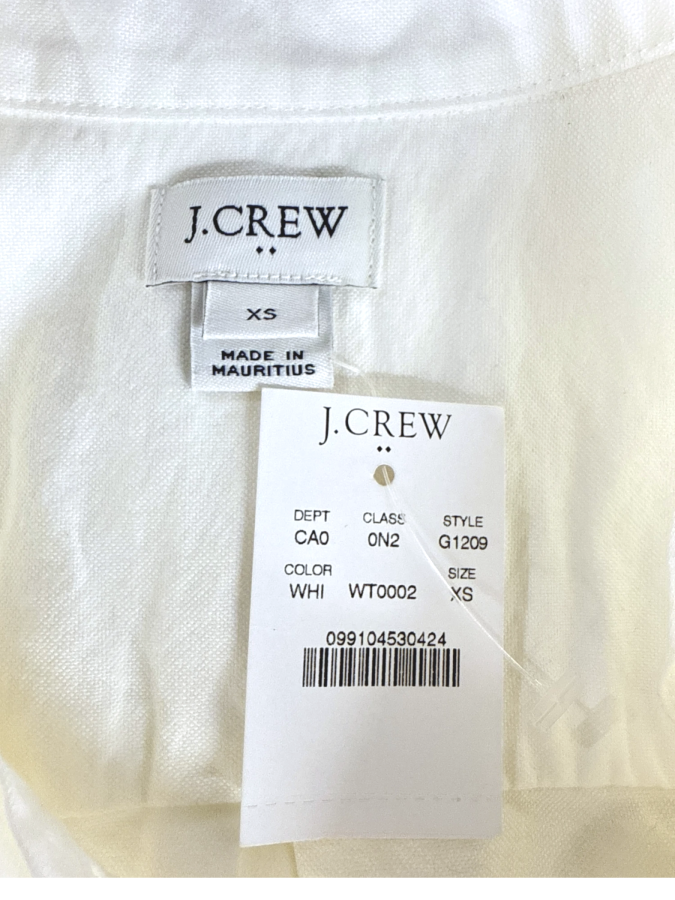 J.CREW
XS
MADE IN
MAURITIUS
J.CREW
DEPT CLASS STYLE
CA0 0N2 G1209
COLOR SIZE
WHI WT0002 XS
099104530424